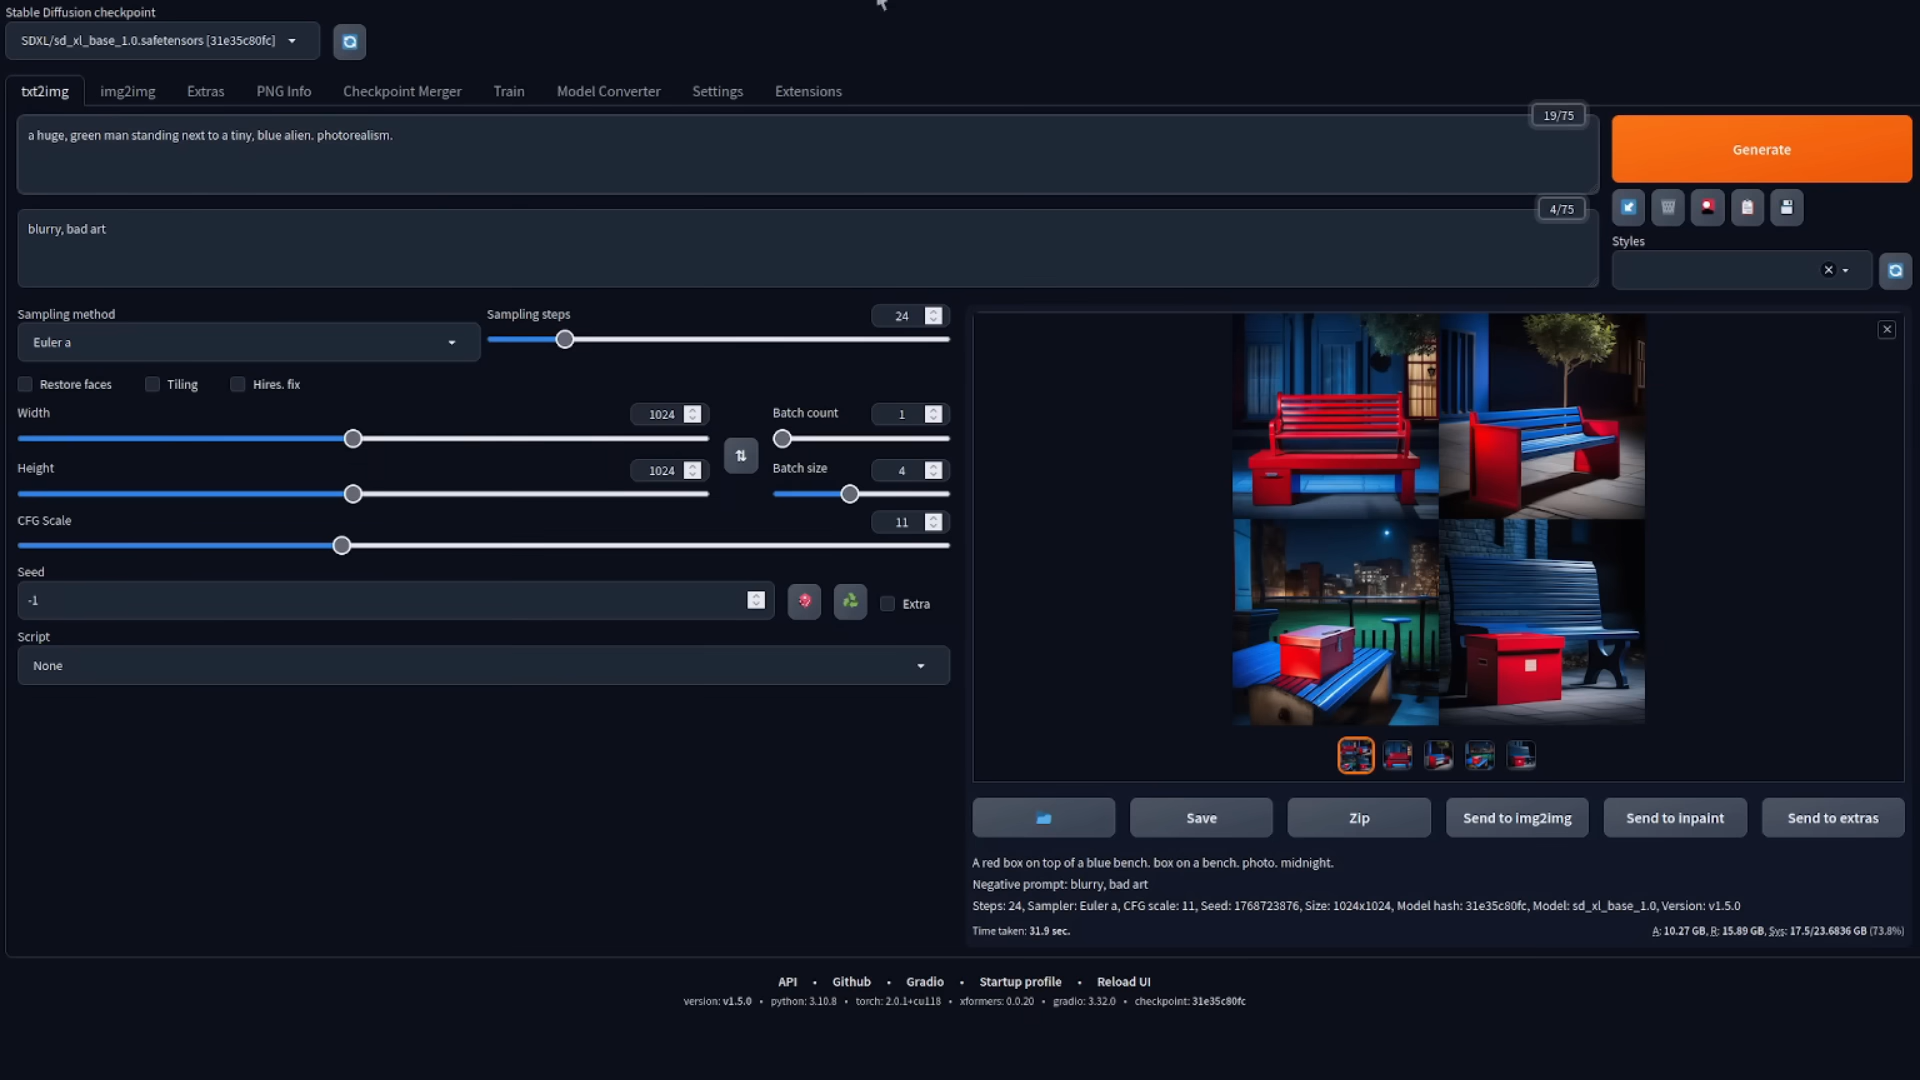 Stable Diffusion checkpoint
SDXL/sd_xl_base_1.0.safetensors [31e35c80fc]
txt2img img2img Extras PNG Info Checkpoint Merger Train Model Converter Settings Extensions
19/75
a huge, green man standing next to a tiny, blue alien. photorealism.
Generate
4/75
blurry, bad art
Styles
Sampling method
Euler a
Sampling steps
24
Restore faces Tiling Hires. fix
Width
1024
Batch count
1
Height
1024
Batch size
4
CFG Scale
11
Seed
-1
Extra
Script
None
Save Zip Send to img2img Send to inpaint Send to extras
A red box on top of a blue bench. box on a bench. photo. midnight.
Negative prompt: blurry, bad art
Steps: 24, Sampler: Euler a, CFG scale: 11, Seed: 1768723876, Size: 1024x1024, Model hash: 31e35c80fc, Model: sd_xl_base_1.0, Version: v1.5.0
Time taken: 31.9 sec.
A: 10.27 GB, R: 15.89 GB, Sys: 17.5/23.6836 GB (73.8%)
API • Github • Gradio • Startup profile • Reload UI
version: v1.5.0 • python: 3.10.8 • torch: 2.0.1+cu118 • xformers: 0.0.20 • gradio: 3.32.0 • checkpoint: 31e35c80fc